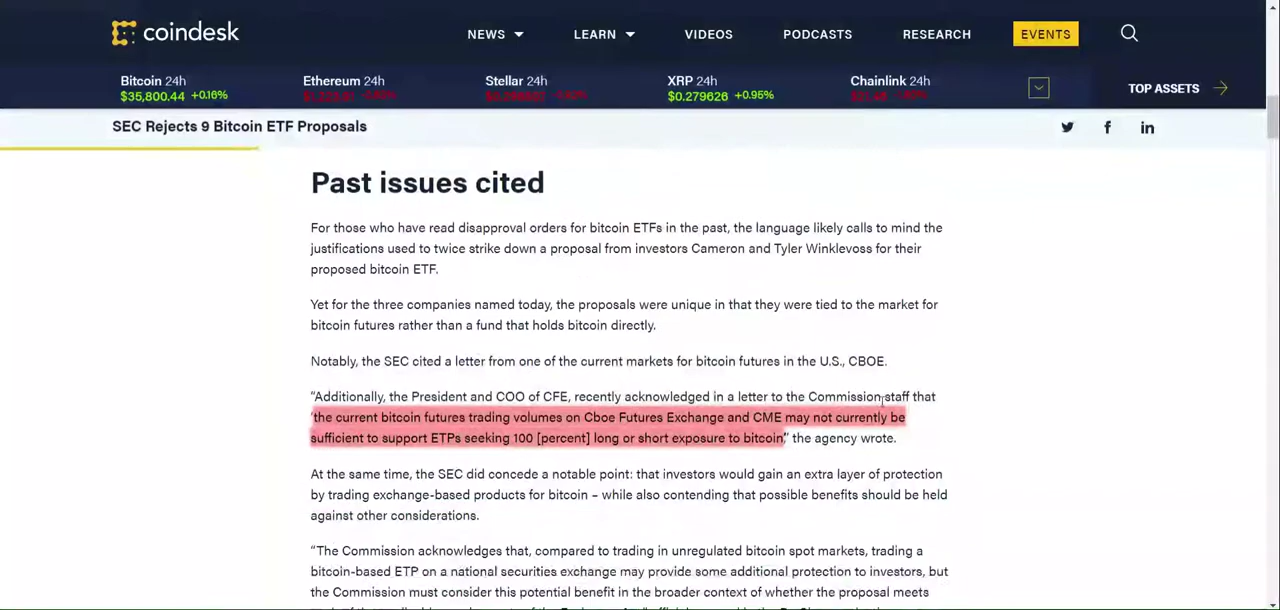 coindesk
NEWS LEARN VIDEOS PODCASTS RESEARCH EVENTS
Bitcoin 24h Ethereum 24h Stellar 24h XRP 24h Chainlink 24h
$35,800.44 +0.16% $0.279626 +0.95% TOP ASSETS
SEC Rejects 9 Bitcoin ETF Proposals
Past issues cited
For those who have read disapproval orders for bitcoin ETFs in the past, the language likely calls to mind the
justifications used to twice strike down a proposal from investors Cameron and Tyler Winklevoss for their
proposed bitcoin ETF.
Yet for the three companies named today, the proposals were unique in that they were tied to the market for
bitcoin futures rather than a fund that holds bitcoin directly.
Notably, the SEC cited a letter from one of the current markets for bitcoin futures in the U.S., CBOE.
“Additionally, the President and COO of CFE, recently acknowledged in a letter to the Commission staff that
‘the current bitcoin futures trading volumes on Cboe Futures Exchange and CME may not currently be
sufficient to support ETPs seeking 100 [percent] long or short exposure to bitcoin’” the agency wrote.
At the same time, the SEC did concede a notable point: that investors would gain an extra layer of protection
by trading exchange-based products for bitcoin – while also contending that possible benefits should be held
against other considerations.
“The Commission acknowledges that, compared to trading in unregulated bitcoin spot markets, trading a
bitcoin-based ETP on a national securities exchange may provide some additional protection to investors, but
the Commission must consider this potential benefit in the broader context of whether the proposal meets